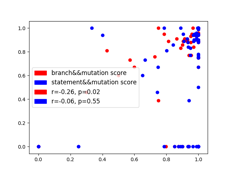 1.0
0.8
0.6
0.4
0.2
0.0
branch&&mutation score
statement&&mutation score
r=-0.26, p=0.02
r=-0.06, p=0.55
0.0 0.2 0.4 0.6 0.8 1.0